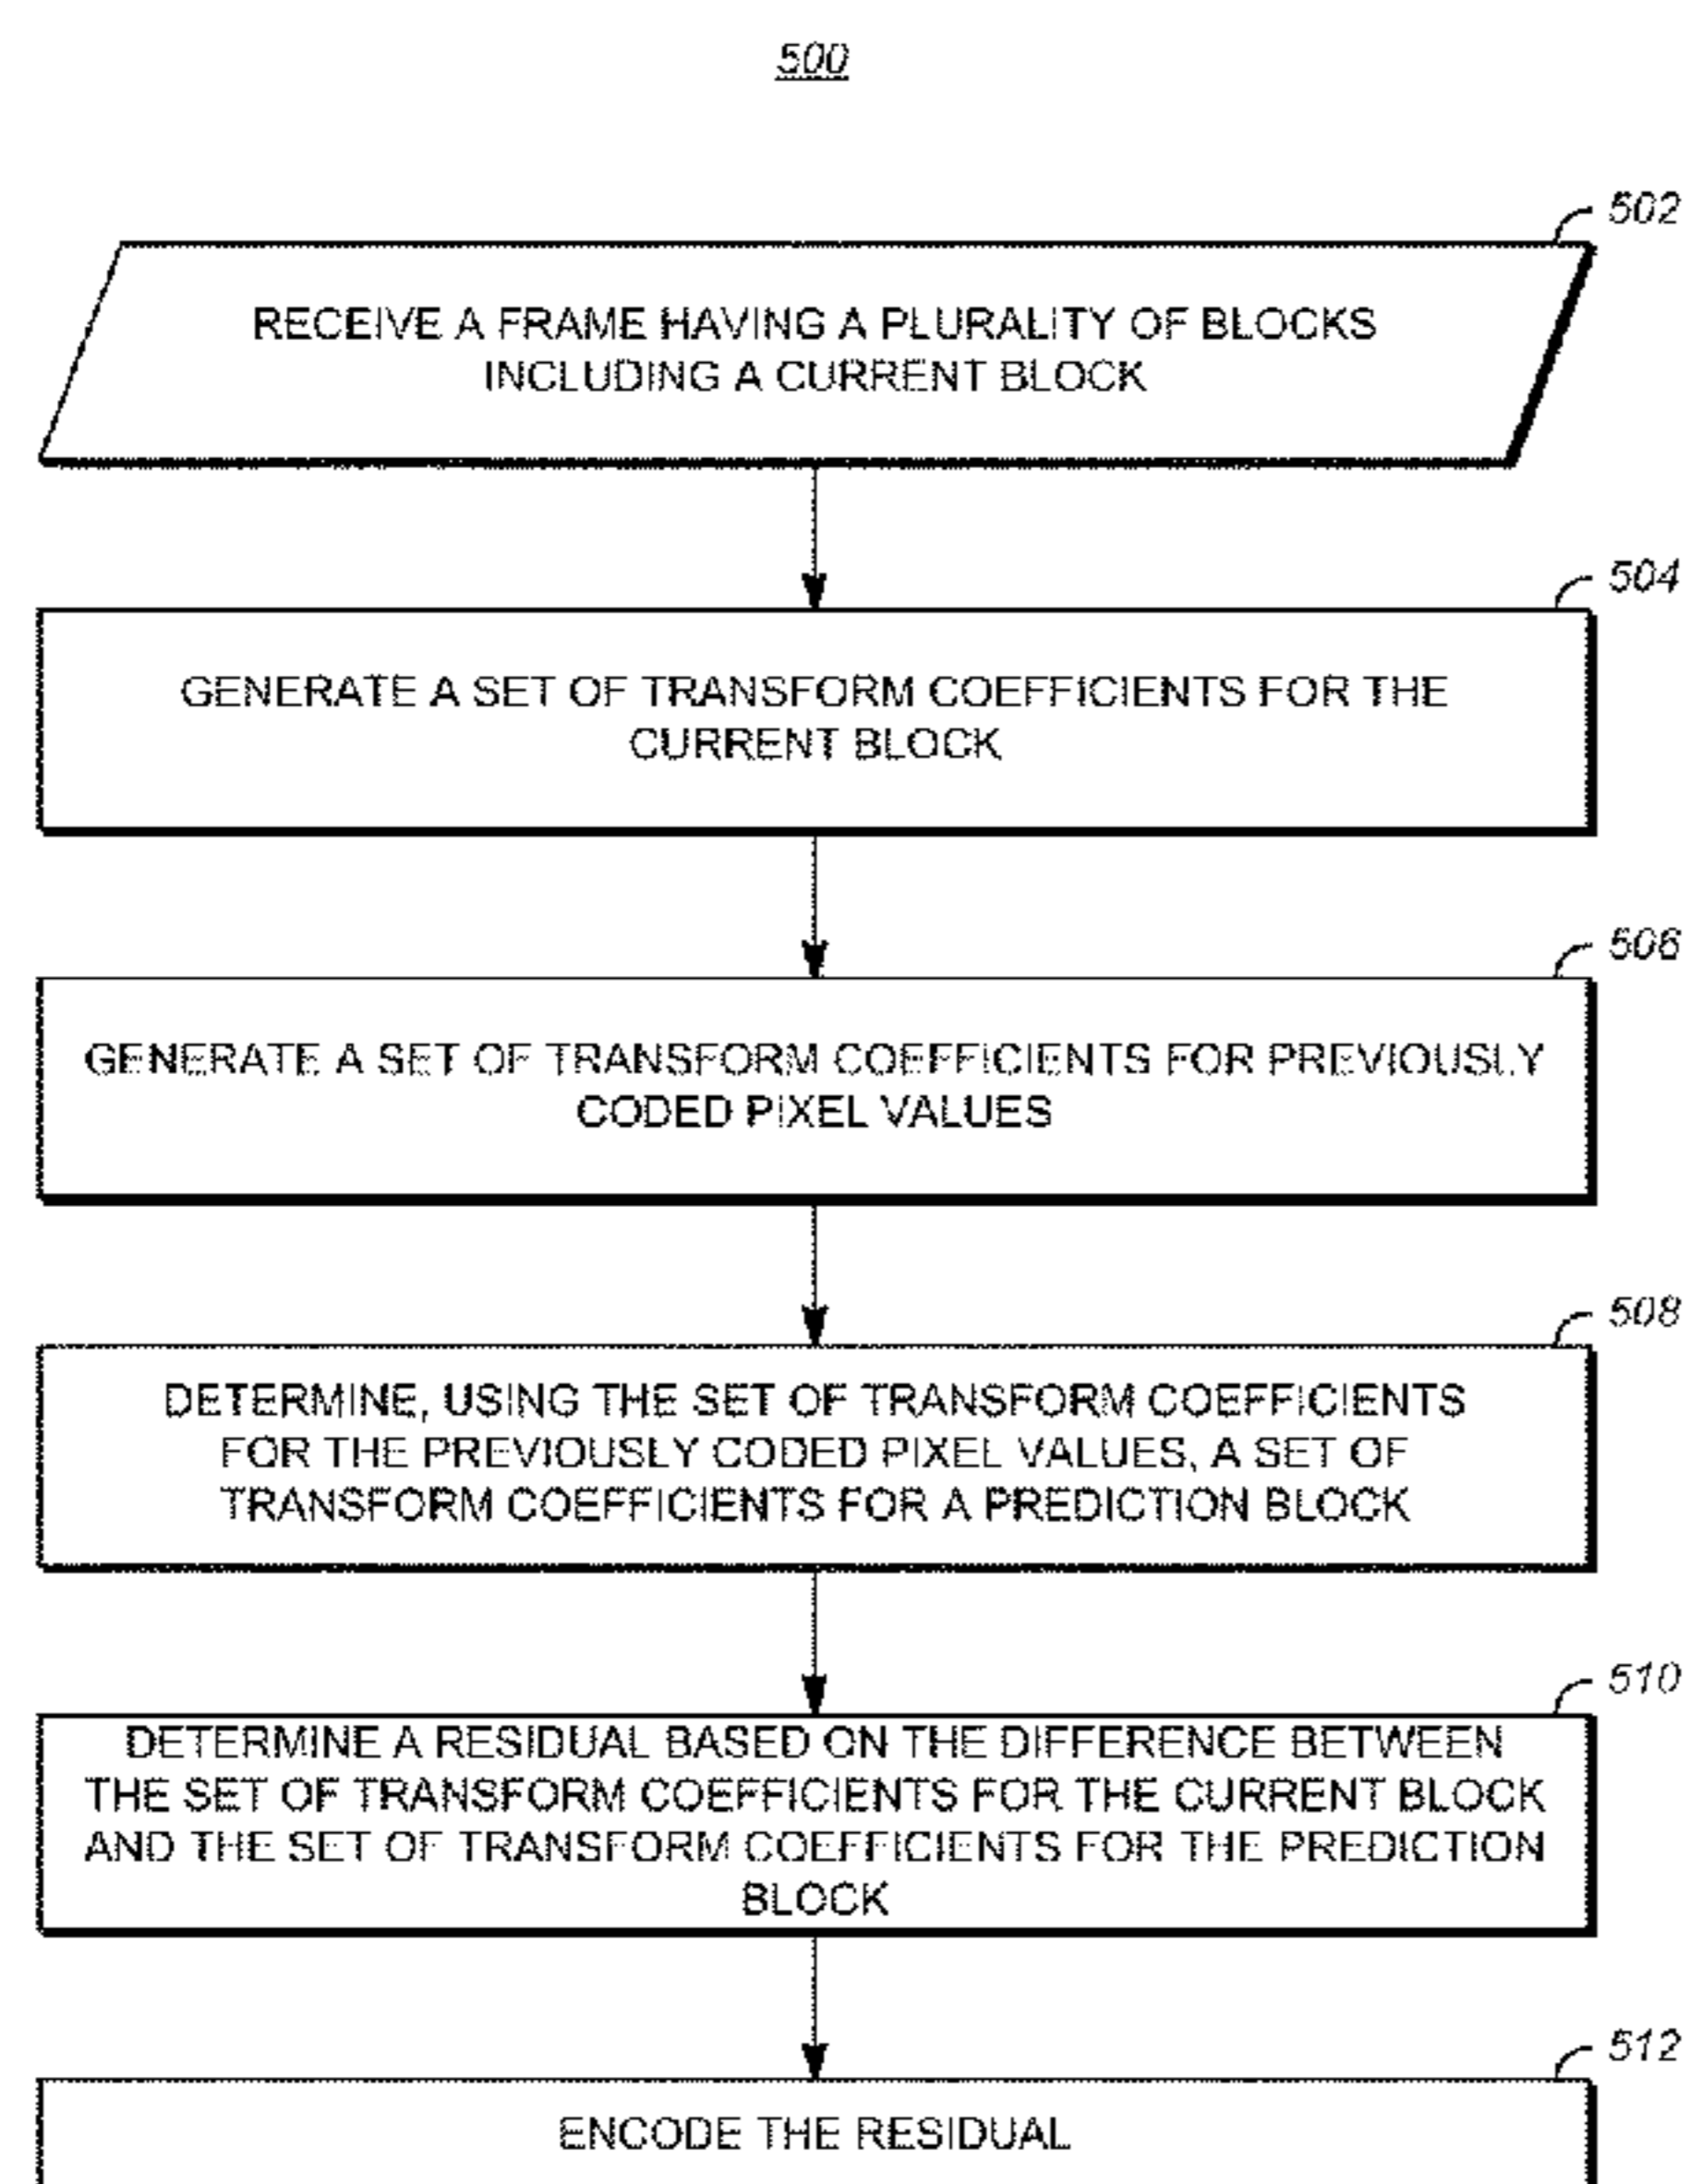 500
502
RECEIVE A FRAME HAVING A PLURALITY OF BLOCKS
INCLUDING A CURRENT BLOCK
504
GENERATE A SET OF TRANSFORM COEFFICIENTS FOR THE
CURRENT BLOCK
506
GENERATE A SET OF TRANSFORM COEFFICIENTS FOR PREVIOUSLY
CODED PIXEL VALUES
508
DETERMINE, USING THE SET OF TRANSFORM COEFFICIENTS
FOR THE PREVIOUSLY CODED PIXEL VALUES, A SET OF
TRANSFORM COEFFICIENTS FOR A PREDICTION BLOCK
510
DETERMINE A RESIDUAL BASED ON THE DIFFERENCE BETWEEN
THE SET OF TRANSFORM COEFFICIENTS FOR THE CURRENT BLOCK
AND THE SET OF TRANSFORM COEFFICIENTS FOR THE PREDICTION
BLOCK
512
ENCODE THE RESIDUAL